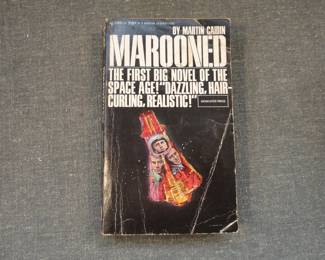 BY MARTIN CAIDIN
MAROONED
THE FIRST BIG NOVEL OF THE
SPACE AGE! "DAZZLING, HAIR-
CURLING, REALISTIC!"